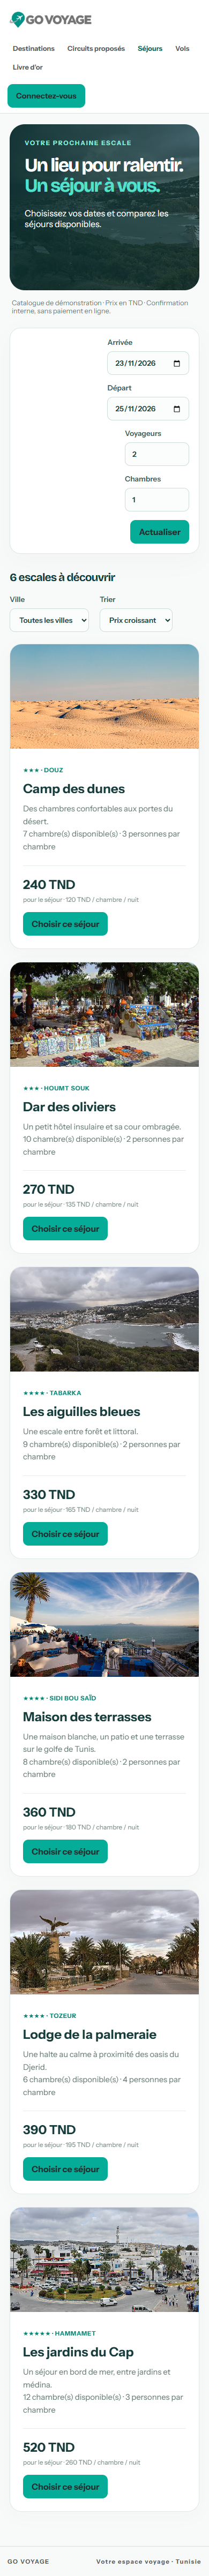 GO VOYAGE
Destinations Circuits proposés Séjours Vols
Livre d'or
Connectez-vous
VOTRE PROCHAINE ESCALE
Un lieu pour ralentir.
Un séjour à vous.
Choisissez vos dates et comparez les
séjours disponibles.
Catalogue de démonstration · Prix en TND · Confirmation
interne, sans paiement en ligne.
Arrivée
23/11/2026
Départ
25/11/2026
Voyageurs
2
Chambres
1
Actualiser
6 escales à découvrir
Ville Trier
Toutes les villes Prix croissant
★★★ · DOUZ
Camp des dunes
Des chambres confortables aux portes du
désert.
7 chambre(s) disponible(s) · 3 personnes par
chambre
240 TND
pour le séjour · 120 TND / chambre / nuit
Choisir ce séjour
★★★ · HOUMT SOUK
Dar des oliviers
Un petit hôtel insulaire et sa cour ombragée.
10 chambre(s) disponible(s) · 2 personnes par
chambre
270 TND
pour le séjour · 135 TND / chambre / nuit
Choisir ce séjour
★★★★ · TABARKA
Les aiguilles bleues
Une escale entre forêt et littoral.
9 chambre(s) disponible(s) · 2 personnes par
chambre
330 TND
pour le séjour · 165 TND / chambre / nuit
Choisir ce séjour
★★★★ · SIDI BOU SAÏD
Maison des terrasses
Une maison blanche, un patio et une terrasse
sur le golfe de Tunis.
8 chambre(s) disponible(s) · 2 personnes par
chambre
360 TND
pour le séjour · 180 TND / chambre / nuit
Choisir ce séjour
★★★★ · TOZEUR
Lodge de la palmeraie
Une halte au calme à proximité des oasis du
Djerid.
6 chambre(s) disponible(s) · 4 personnes par
chambre
390 TND
pour le séjour · 195 TND / chambre / nuit
Choisir ce séjour
★★★★★ · HAMMAMET
Les jardins du Cap
Un séjour en bord de mer, entre jardins et
médina.
12 chambre(s) disponible(s) · 3 personnes par
chambre
520 TND
pour le séjour · 260 TND / chambre / nuit
Choisir ce séjour
GO VOYAGE Votre espace voyage · Tunisie